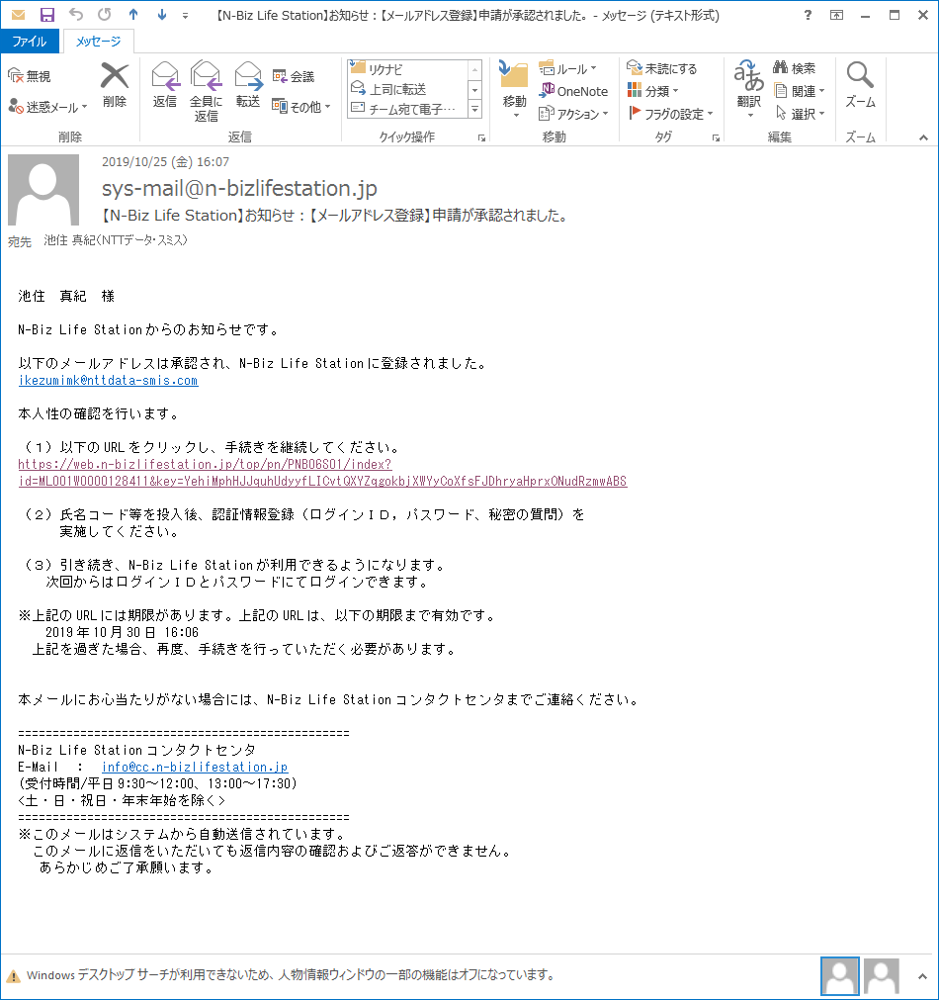 【N-Biz Life Station】お知らせ：【メールアドレス登録】申請が承認されました。 - メッセージ (テキスト形式)
ファイル メッセージ
無視
迷惑メール
削除
削除
返信
全員に
返信
転送
会議
その他
返信
リクナビ
上司に転送
チーム宛て電子…
クイック操作
移動
ルール
OneNote
アクション
移動
未読にする
分類
フラグの設定
タグ
翻訳
検索
関連
選択
編集
ズーム
ズーム
2019/10/25 (金) 16:07
sys-mail@n-bizlifestation.jp
【N-Biz Life Station】お知らせ：【メールアドレス登録】申請が承認されました。
宛先 池住 真紀(NTTデータ・スミス)
池住　真紀　様
N-Biz Life Stationからのお知らせです。
以下のメールアドレスは承認され、N-Biz Life Stationに登録されました。
ikezumimk@nttdata-smis.com
本人性の確認を行います。
（１）以下のURLをクリックし、手続きを継続してください。
https://web.n-bizlifestation.jp/top/pn/PNB06S01/index?
id=ML001W0000128411&key=YehiMphHJJquhUdyyfLICvtQXYZqgokbjXWYyCoXfsFJDhryaHprxONudRzmwABS
（２）氏名コード等を投入後、認証情報登録（ログインＩＤ，パスワード、秘密の質問）を
実施してください。
（３）引き続き、N-Biz Life Stationが利用できるようになります。
次回からはログインＩＤとパスワードにてログインできます。
※上記のURLには期限があります。上記のURLは、以下の期限まで有効です。
2019年10月30日 16:06
上記を過ぎた場合、再度、手続きを行っていただく必要があります。
本メールにお心当たりがない場合には、N-Biz Life Stationコンタクトセンタまでご連絡ください。
================================================
N-Biz Life Stationコンタクトセンタ
E-Mail ： info@cc.n-bizlifestation.jp
(受付時間/平日9:30～12:00、13:00～17:30)
<土・日・祝日・年末年始を除く>
================================================
※このメールはシステムから自動送信されています。
このメールに返信をいただいても返信内容の確認およびご返答ができません。
あらかじめご了承願います。
Windows デスクトップ サーチが利用できないため、人物情報ウィンドウの一部の機能はオフになっています。